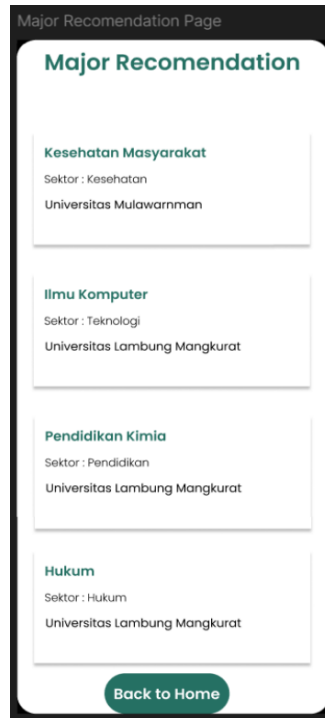 Major Recomendation Page
Major Recomendation
Kesehatan Masyarakat
Sektor : Kesehatan
Universitas Mulawarnman
Ilmu Komputer
Sektor : Teknologi
Universitas Lambung Mangkurat
Pendidikan Kimia
Sektor : Pendidikan
Universitas Lambung Mangkurat
Hukum
Sektor : Hukum
Universitas Lambung Mangkurat
Back to Home